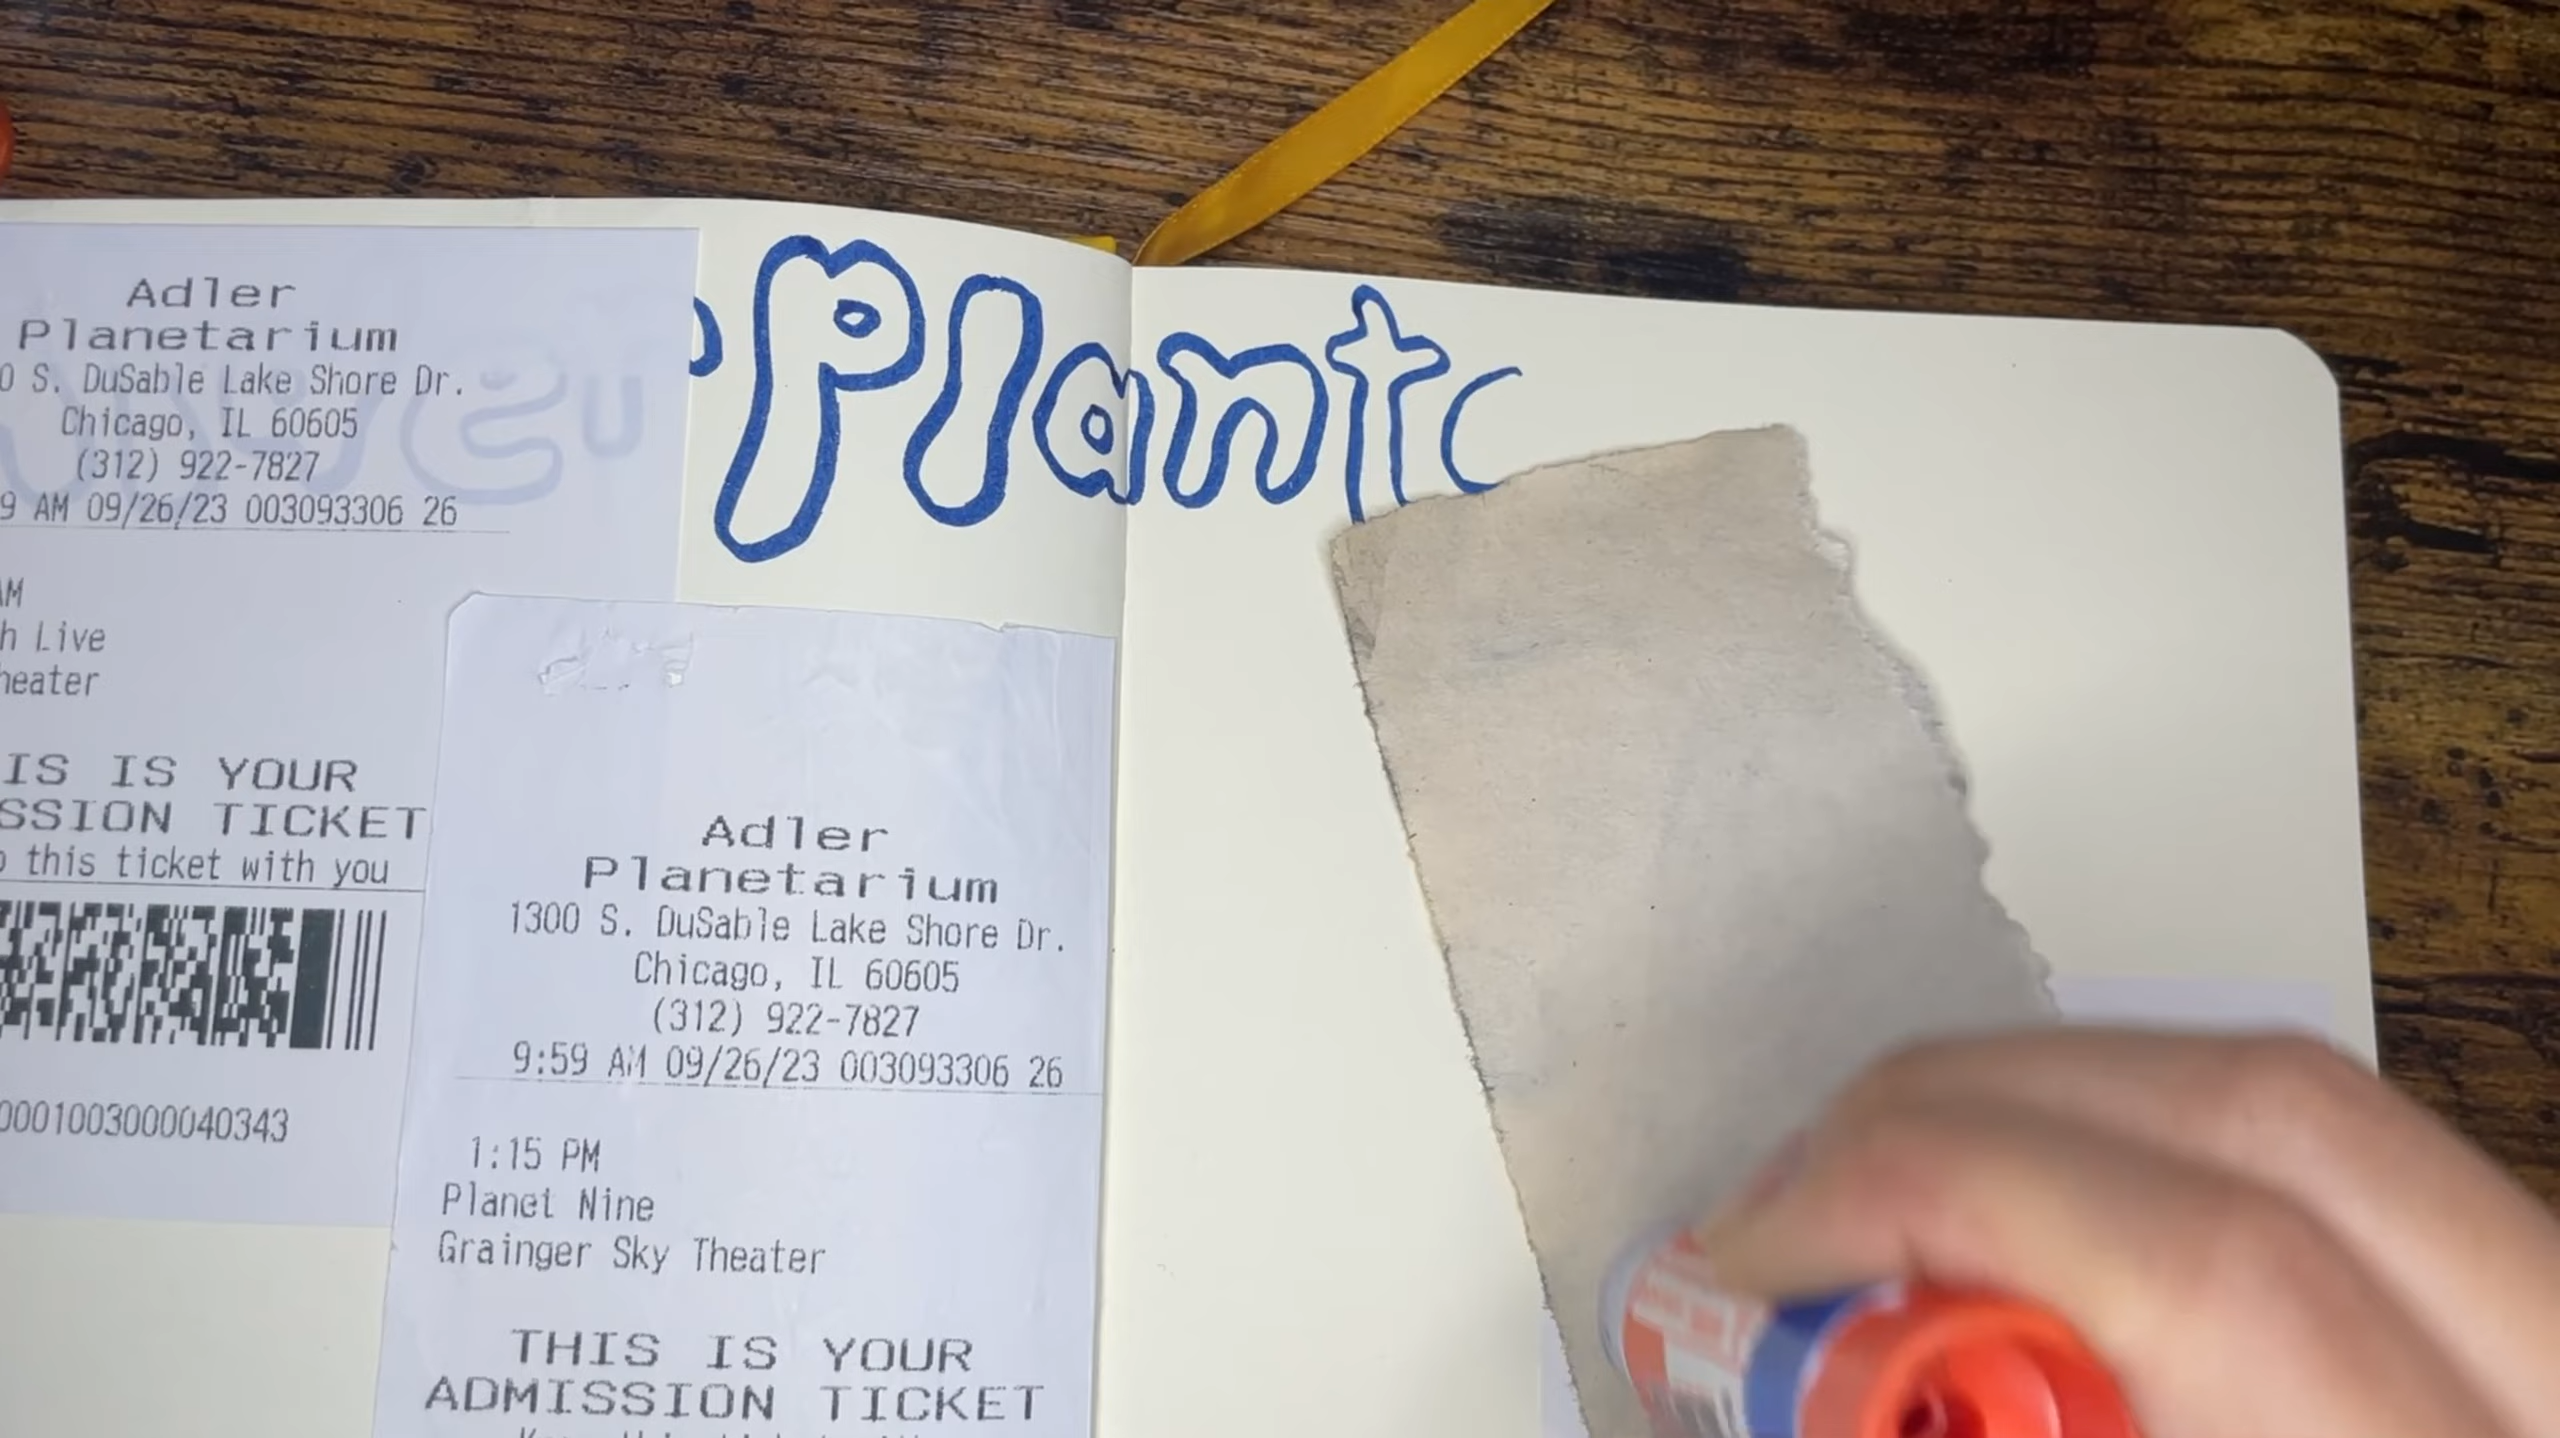 Plant
Adler
Planetarium
0 S. DuSable Lake Shore Dr.
Chicago, IL 60605
(312) 922-7827
9 AM 09/26/23 003093306 26
AM
h Live
heater
IS IS YOUR
SSION TICKET
this ticket with you
0001003000040343
Adler
Planetarium
1300 S. DuSable Lake Shore Dr.
Chicago, IL 60605
(312) 922-7827
9:59 AM 09/26/23 003093306 26
1:15 PM
Planet Nine
Grainger Sky Theater
THIS IS YOUR
ADMISSION TICKET